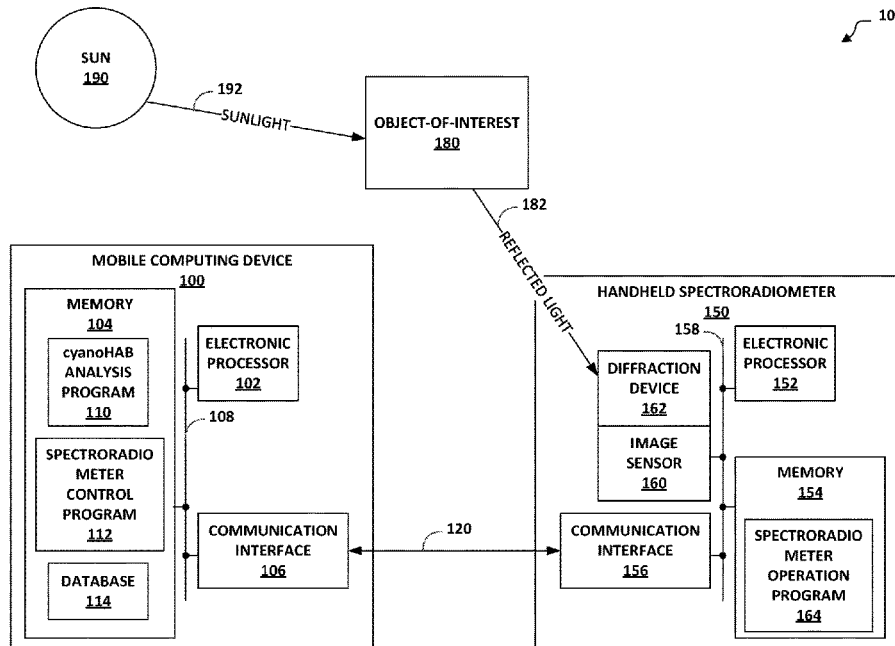 10
SUN
190
192
SUNLIGHT
OBJECT-OF-INTEREST
180
182
REFLECTED LIGHT
MOBILE COMPUTING DEVICE
100
MEMORY
104
cyanoHAB
ANALYSIS
PROGRAM
110
SPECTRORADIO
METER
CONTROL
PROGRAM
112
DATABASE
114
ELECTRONIC
PROCESSOR
102
108
COMMUNICATION
INTERFACE
106
120
HANDHELD SPECTRORADIOMETER
150
158
DIFFRACTION
DEVICE
162
IMAGE
SENSOR
160
COMMUNICATION
INTERFACE
156
ELECTRONIC
PROCESSOR
152
MEMORY
154
SPECTRORADIO
METER
OPERATION
PROGRAM
164